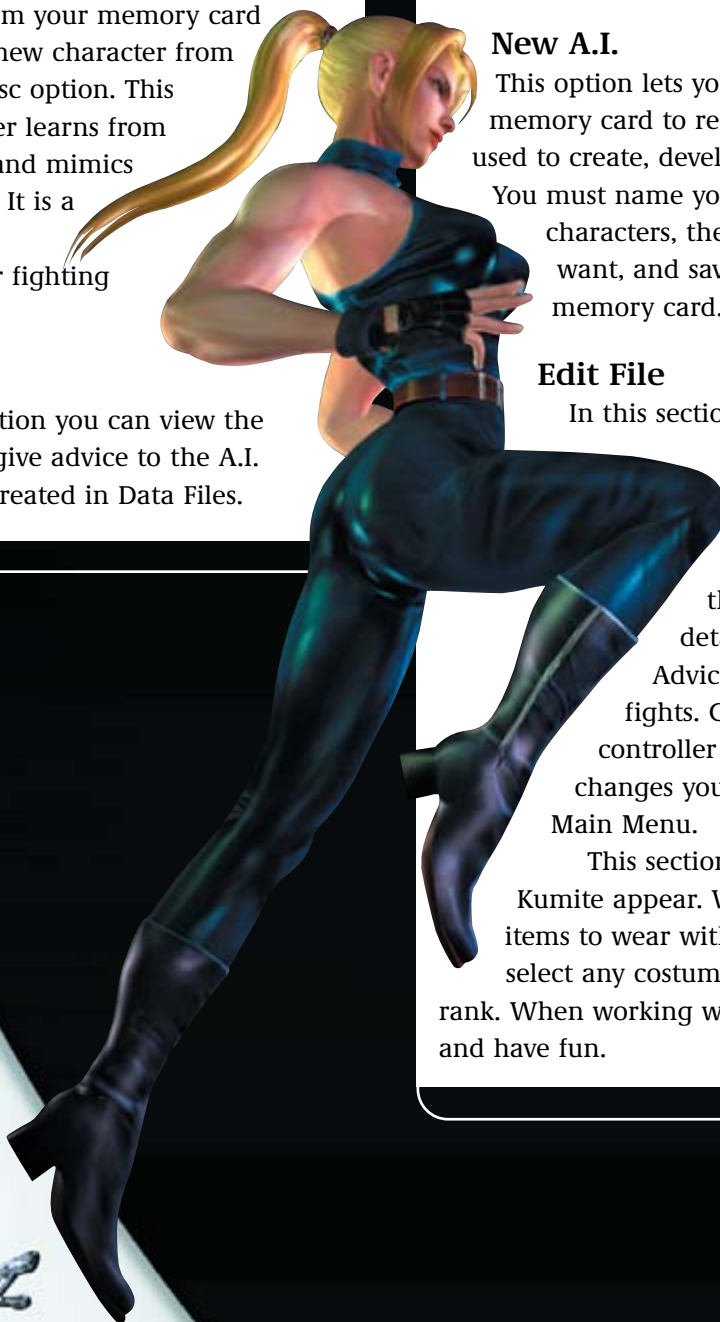 m your memory card
new character from
sc option. This
er learns from
and mimics
It is a
r fighting
tion you can view the
give advice to the A.I.
reated in Data Files.
New A.I.
This option lets yo
memory card to re
used to create, devel
You must name yo
characters, the
want, and sav
memory card.
Edit File
In this sectio
th
deta
Advic
fights. C
controller
changes you
Main Menu.
This section
Kumite appear. W
items to wear with
select any costum
rank. When working w
and have fun.